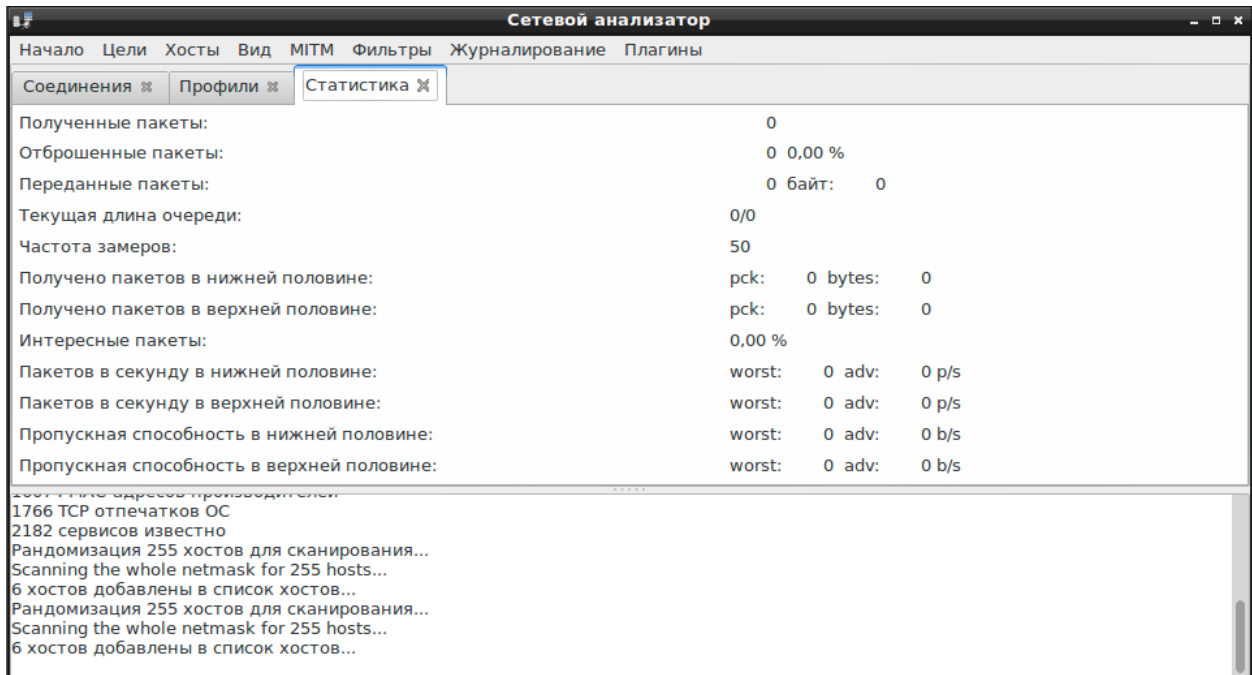 Сетевой анализатор
Начало Цели Хосты Вид MITM Фильтры Журналирование Плагины
Соединения Профили Статистика
Полученные пакеты: 0
Отброшенные пакеты: 0 0,00 %
Переданные пакеты: 0 байт: 0
Текущая длина очереди: 0/0
Частота замеров: 50
Получено пакетов в нижней половине: pck: 0 bytes: 0
Получено пакетов в верхней половине: pck: 0 bytes: 0
Интересные пакеты: 0,00 %
Пакетов в секунду в нижней половине: worst: 0 adv: 0 p/s
Пакетов в секунду в верхней половине: worst: 0 adv: 0 p/s
Пропускная способность в нижней половине: worst: 0 adv: 0 b/s
Пропускная способность в верхней половине: worst: 0 adv: 0 b/s
MAC адресов производителей
1766 TCP отпечатков ОС
2182 сервисов известно
Рандомизация 255 хостов для сканирования...
Scanning the whole netmask for 255 hosts...
6 хостов добавлены в список хостов...
Рандомизация 255 хостов для сканирования...
Scanning the whole netmask for 255 hosts...
6 хостов добавлены в список хостов...